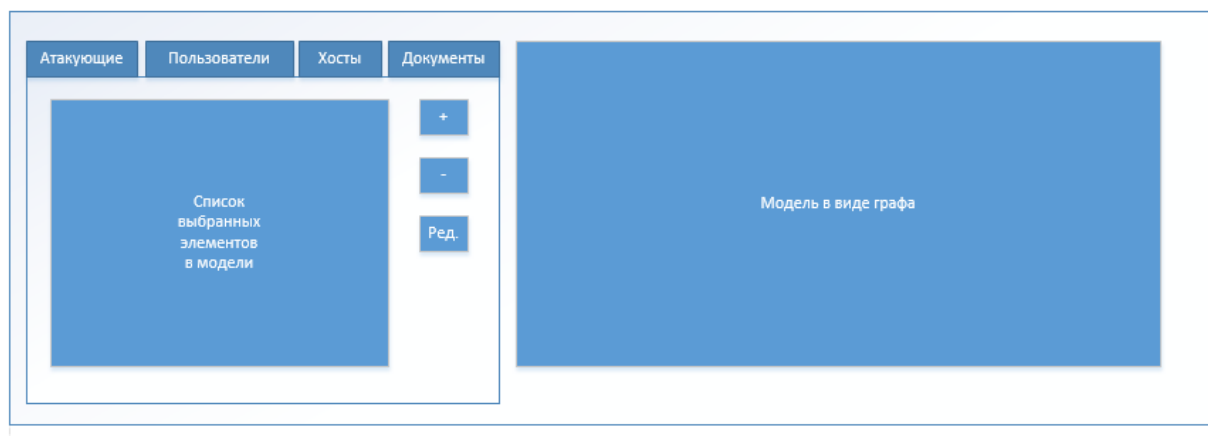 Атакующие
Пользователи
Хосты
Документы
+
-
Ред.
Список
выбранных
элементов
в модели
Модель в виде графа